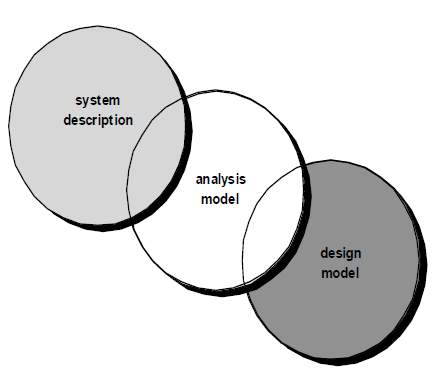 system
description
analysis
model
design
model